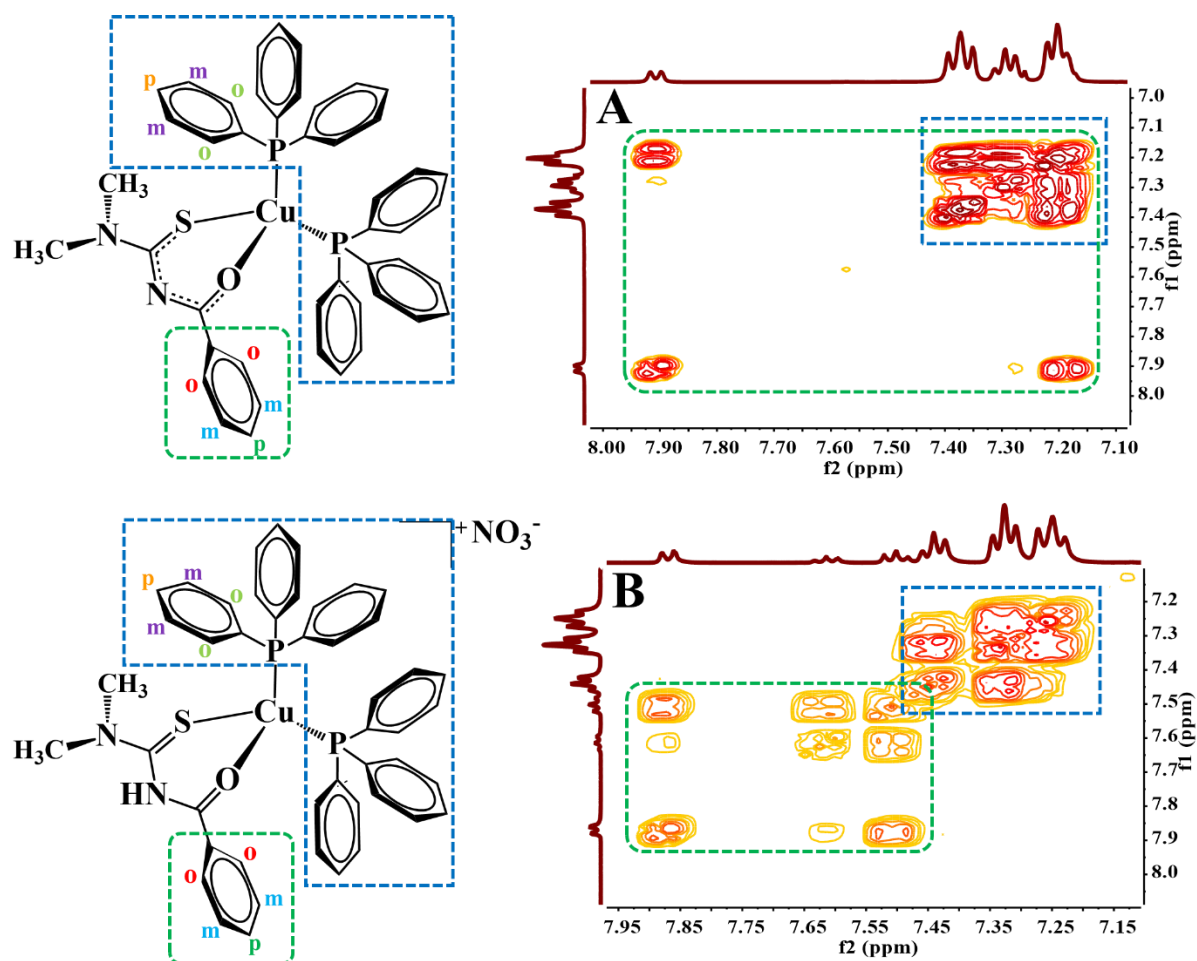 p
m
m
o
o
P
CH₃
N
H₃C
S
Cu
P
N
O
o
o
m
m
p
A
7.0
7.1
7.2
7.3
7.4
7.5
7.6
7.7
7.8
7.9
8.0
f1 (ppm)
8.00 7.90 7.80 7.70 7.60 7.50 7.40 7.30 7.20 7.10
f2 (ppm)
+NO₃⁻
p
m
m
o
o
P
CH₃
N
H₃C
S
Cu
P
HN
O
o
o
m
m
p
B
7.2
7.3
7.4
7.5
7.6
7.7
7.8
7.9
8.0
f1 (ppm)
7.95 7.85 7.75 7.65 7.55 7.45 7.35 7.25 7.15
f2 (ppm)